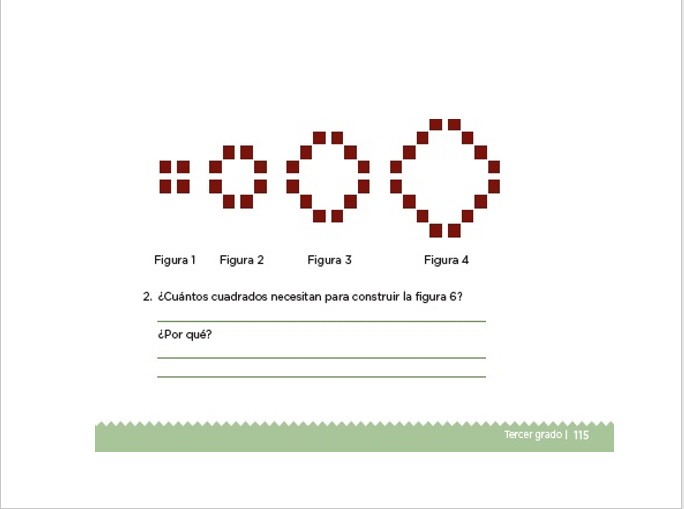 Figura 1 Figura 2 Figura 3 Figura 4
2. ¿Cuántos cuadrados necesitan para construir la figura 6?
¿Por qué?
Tercer grado | 115